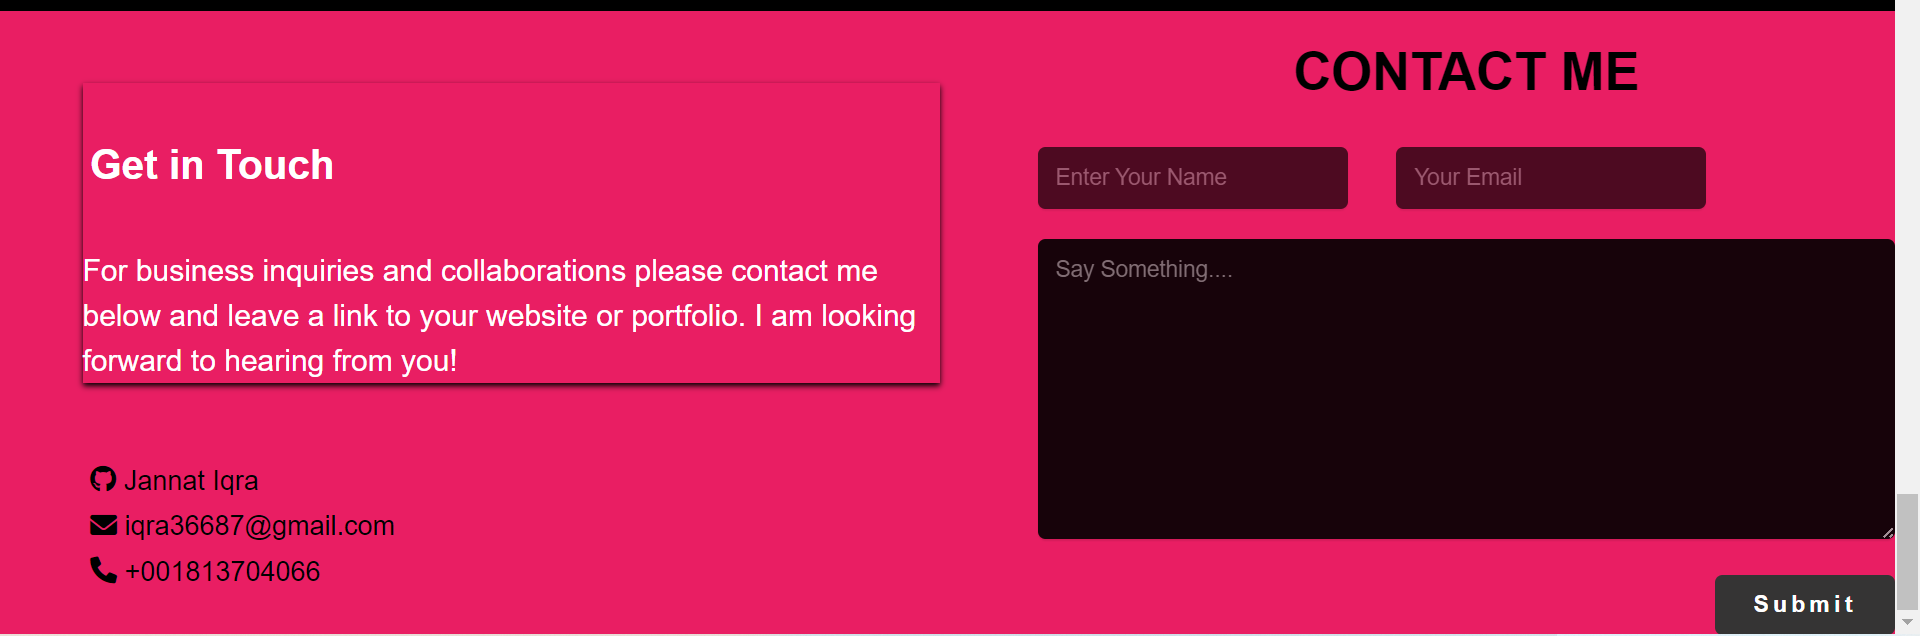 Get in Touch
For business inquiries and collaborations please contact me
below and leave a link to your website or portfolio. I am looking
forward to hearing from you!
Jannat Iqra
iqra36687@gmail.com
+001813704066
CONTACT ME
Enter Your Name
Your Email
Say Something....
Submit